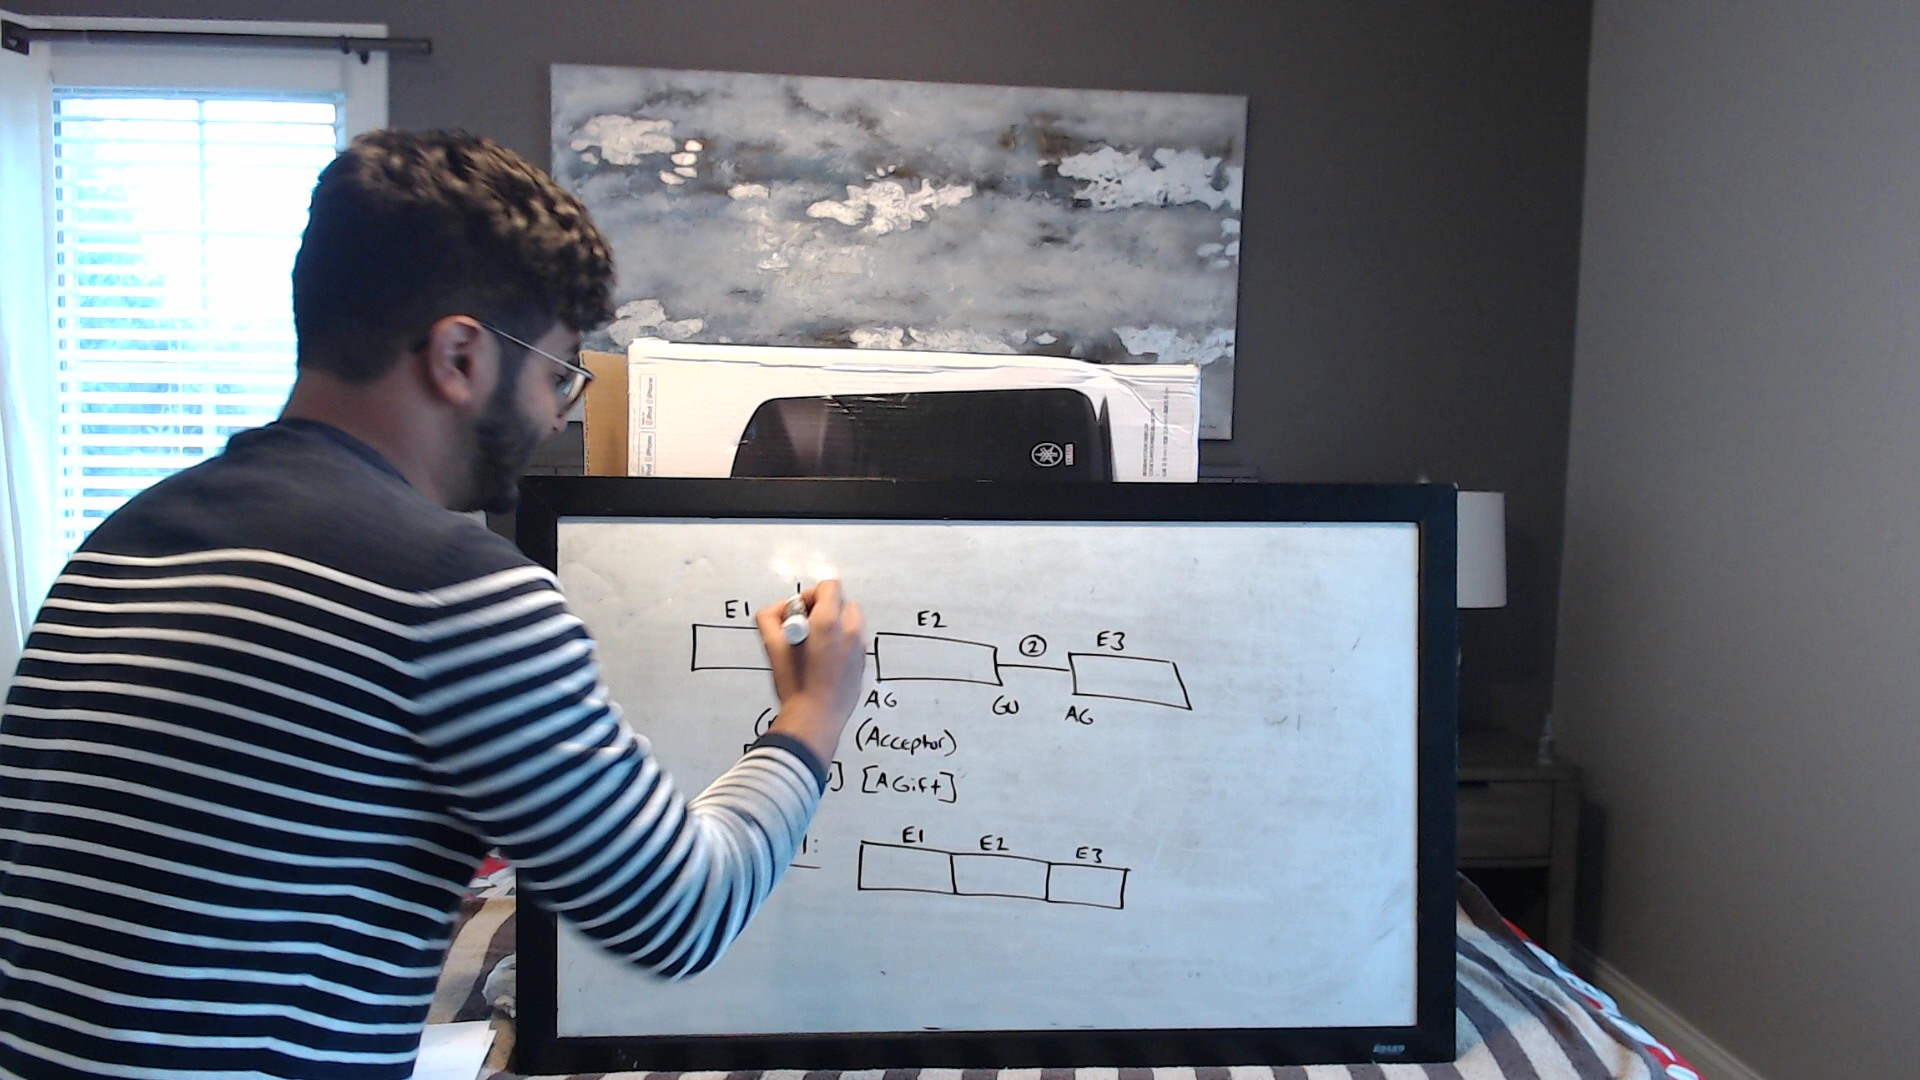 E1 E2 ② E3
AG GU AG
(Acceptor)
[AGift]
E1 E2 E3